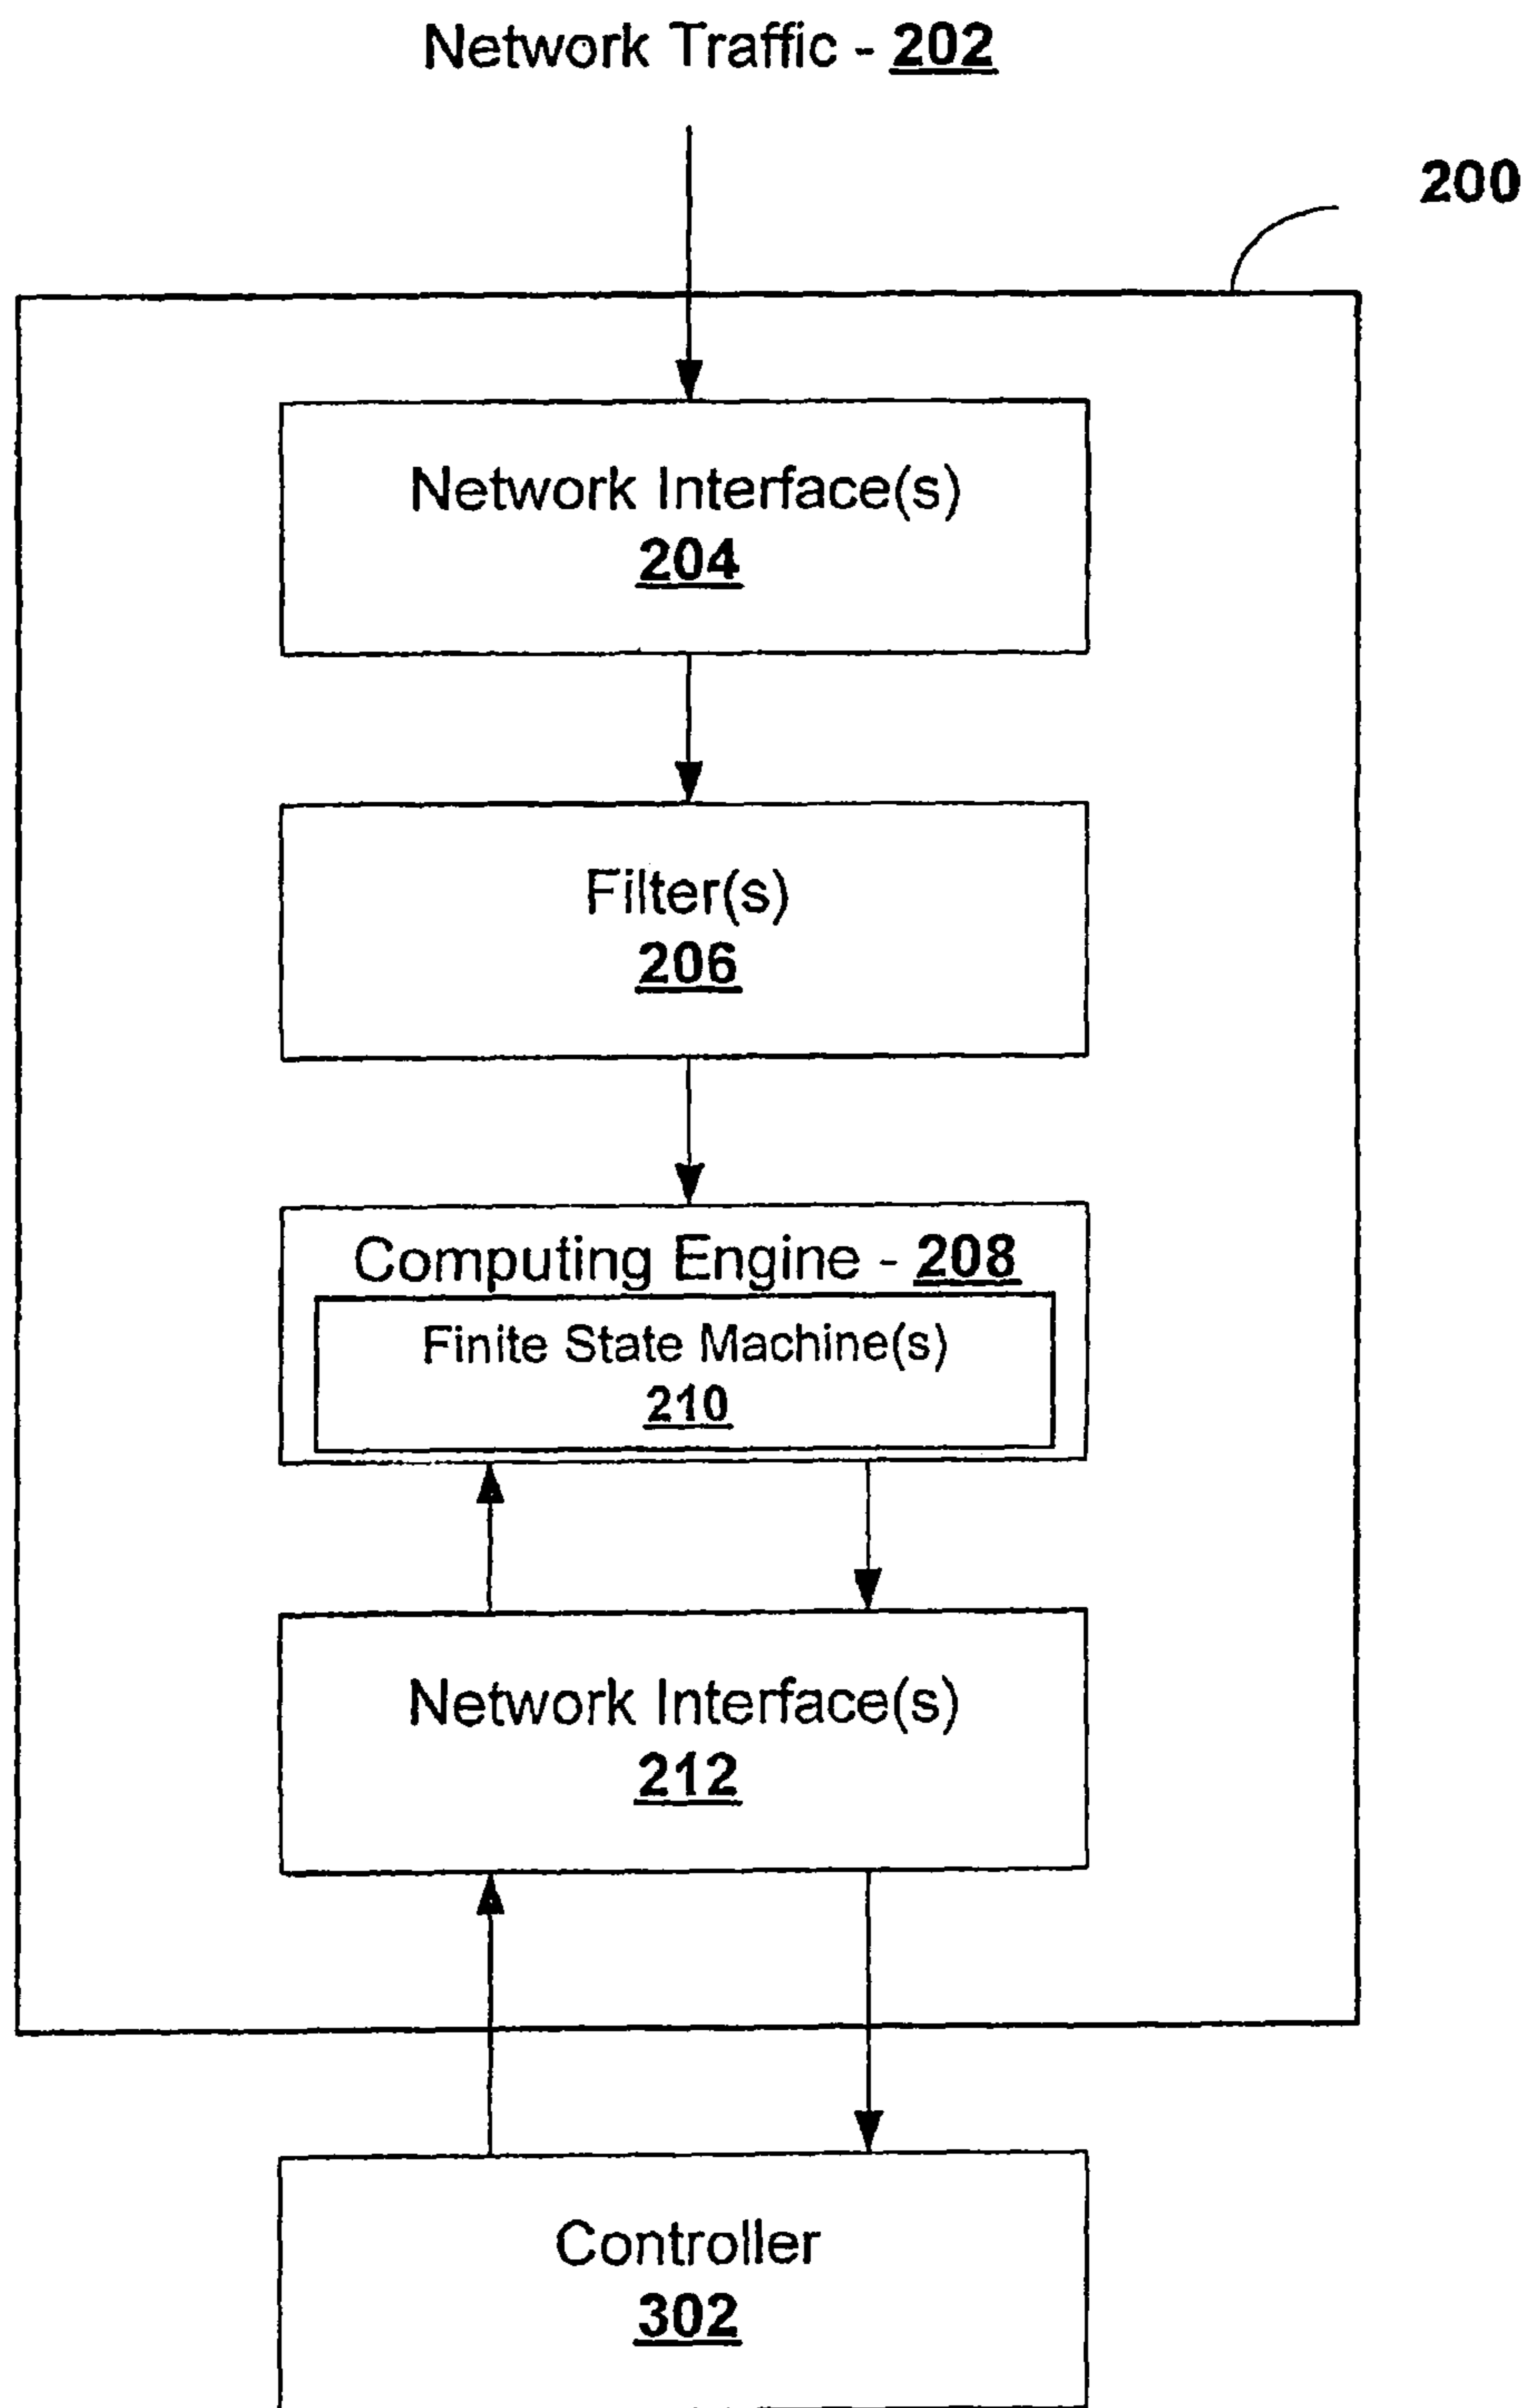 Network Traffic - 202
200
Network Interface(s)
204
Filter(s)
206
Computing Engine - 208
Finite State Machine(s)
210
Network Interface(s)
212
Controller
302